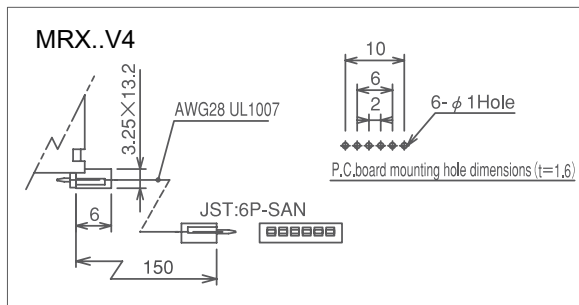 MRX..V4
10
6
2
3.25×13.2
AWG28 UL1007
6-φ1Hole
P.C.board mounting hole dimensions (t=1.6)
6
JST:6P-SAN
150